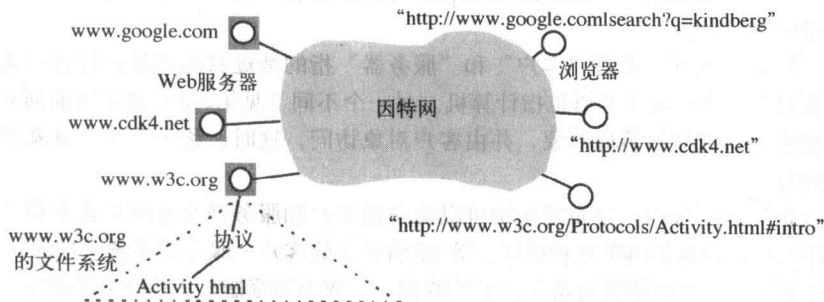 "http://www.google.comlsearch?q=kindberg"
www.google.com
Web服务器
浏览器
因特网
www.cdk4.net
"http://www.cdk4.net"
www.w3c.org
"http://www.w3c.org/Protocols/Activity.html#intro"
www.w3c.org
的文件系统
协议
Activity html